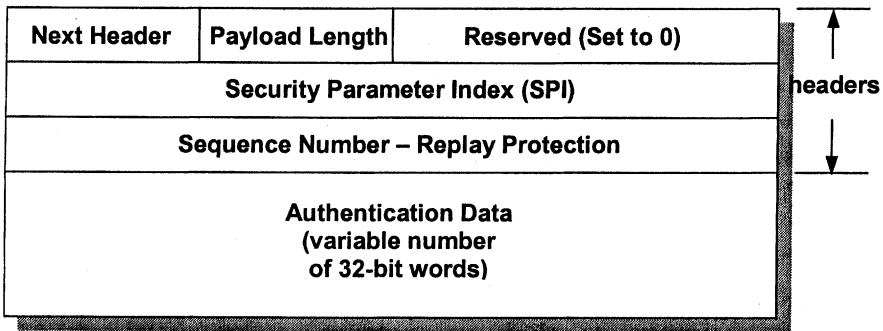 Next Header Payload Length Reserved (Set to 0)
headers
Security Parameter Index (SPI)
Sequence Number – Replay Protection
Authentication Data
(variable number
of 32-bit words)